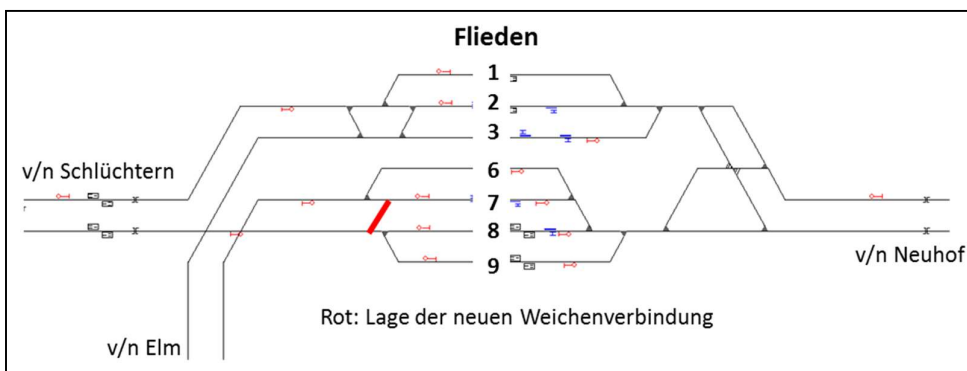 Flieden
1
2
3
v/n Schlüchtern
6
7
8
v/n Neuhof
9
Rot: Lage der neuen Weichenverbindung
v/n Elm